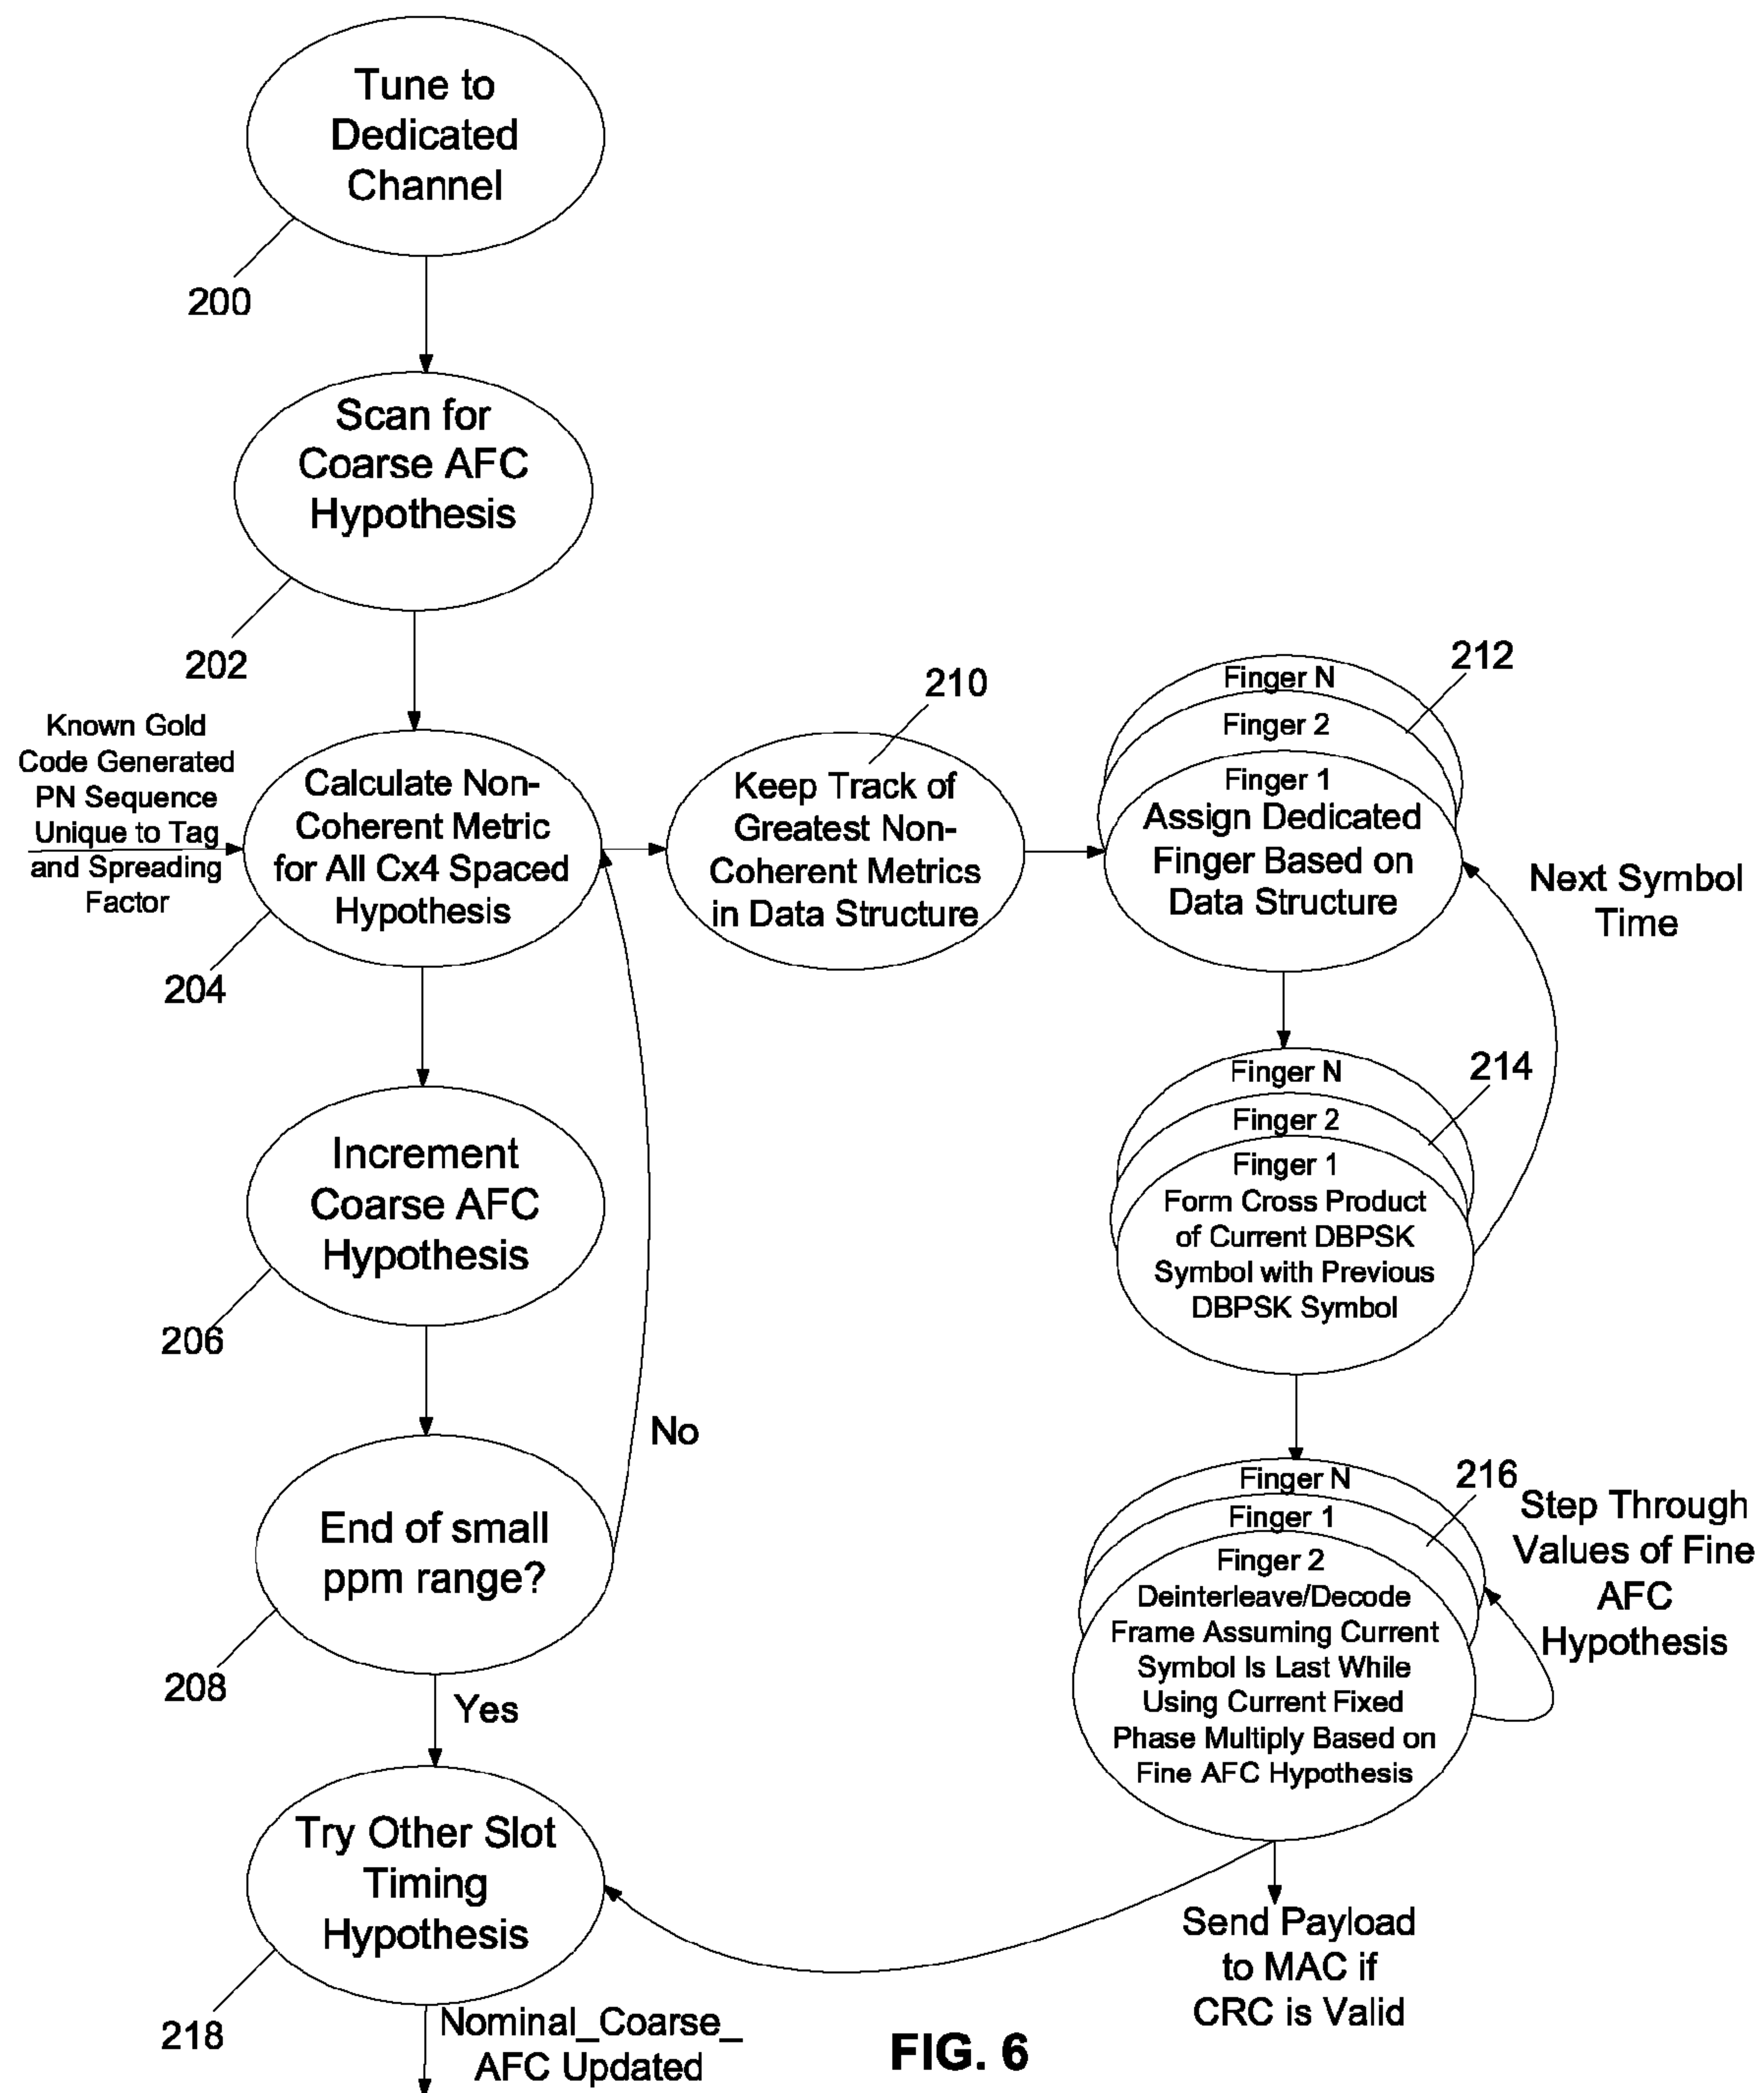 Tune to
Dedicated
Channel
200
Scan for
Coarse AFC
Hypothesis
202
Known Gold
Code Generated
PN Sequence
Unique to Tag
and Spreading
Factor
Calculate Non-
Coherent Metric
for All Cx4 Spaced
Hypothesis
204
210
Keep Track of
Greatest Non-
Coherent Metrics
in Data Structure
212
Finger N
Finger 2
Finger 1
Assign Dedicated
Finger Based on
Data Structure
Next Symbol
Time
Increment
Coarse AFC
Hypothesis
206
214
Finger N
Finger 2
Finger 1
Form Cross Product
of Current DBPSK
Symbol with Previous
DBPSK Symbol
No
End of small
ppm range?
208
Yes
216
Finger N
Finger 1
Finger 2
Deinterleave/Decode
Frame Assuming Current
Symbol Is Last While
Using Current Fixed
Phase Multiply Based on
Fine AFC Hypothesis
Step Through
Values of Fine
AFC
Hypothesis
Try Other Slot
Timing
Hypothesis
218
Send Payload
to MAC if
CRC is Valid
Nominal_Coarse_
AFC Updated
FIG. 6